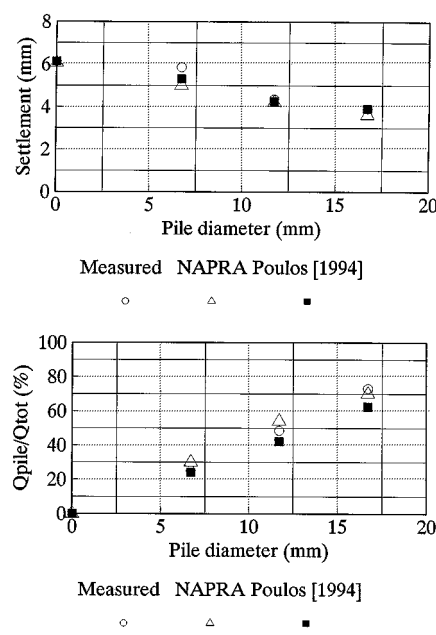 8
6
4
2
0
Settlement (mm)
0 5 10 15 20
Pile diameter (mm)
Measured NAPRA Poulos [1994]
100
80
60
40
20
0
Qpile/Qtot (%)
0 5 10 15 20
Pile diameter (mm)
Measured NAPRA Poulos [1994]